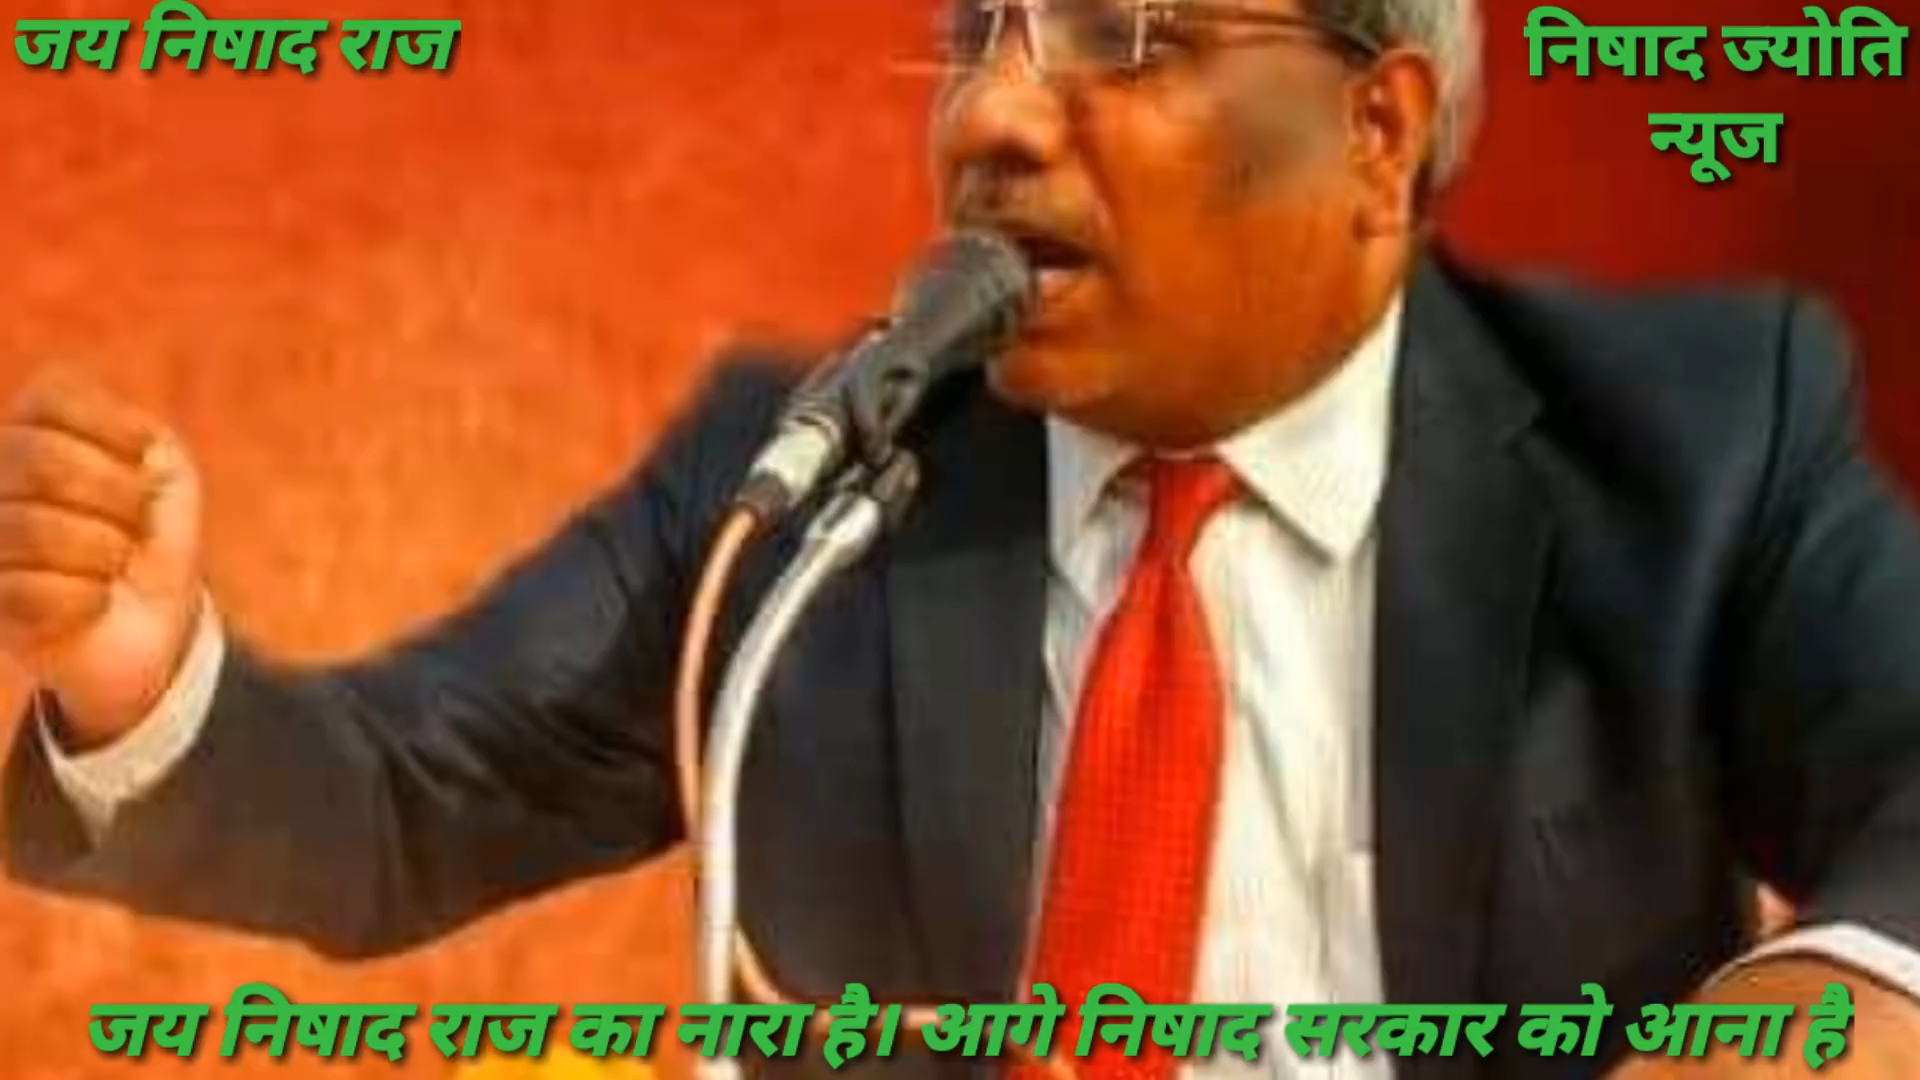 जय निषाद राज
निषाद ज्योति
न्यूज
जय निषाद राज का नारा है। आगे निषाद सरकार को आना है